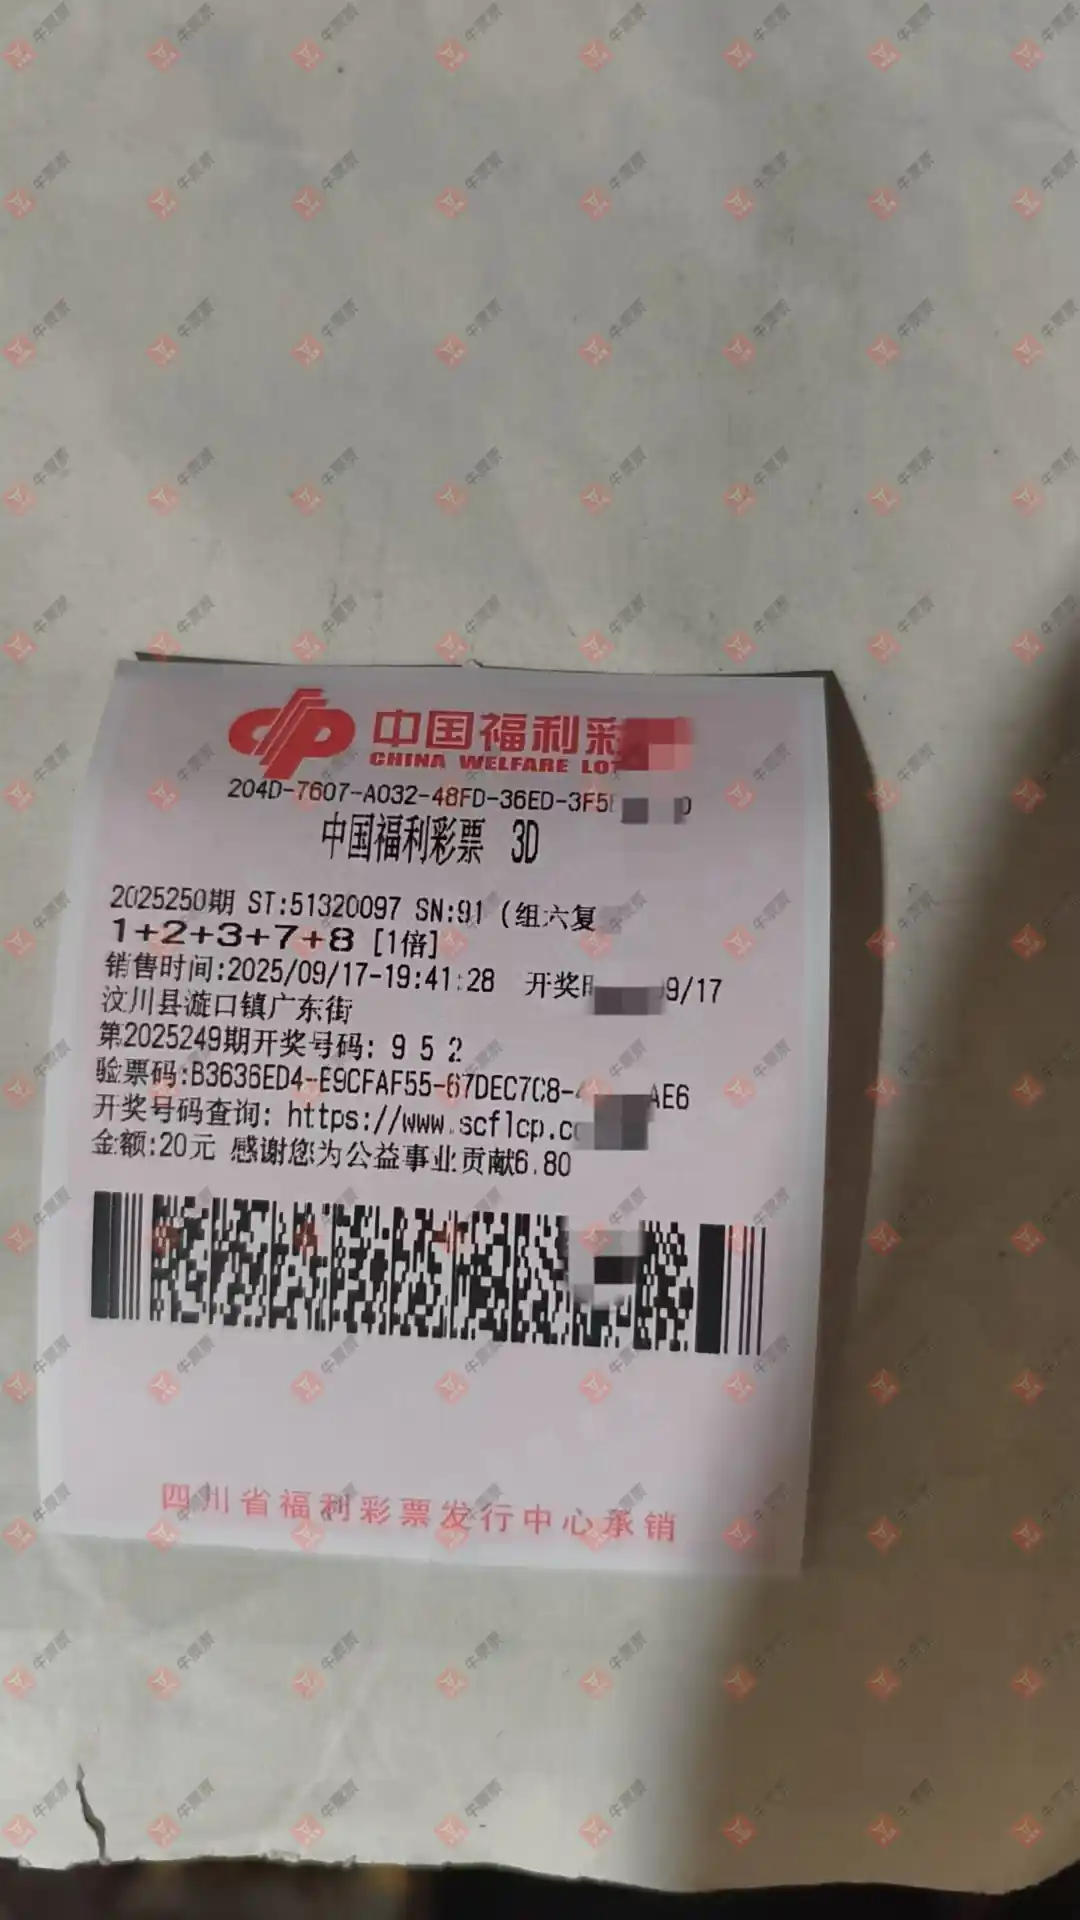 中国福利彩
CHINA WELFARE LOT
204D-7607-A032-48FD-36ED-3F5
中国福利彩票 3D
2025250期 ST:51320097 SN:91 (组六复
1+2+3+7+8 [1倍]
销售时间:2025/09/17-19:41:28 开奖 09/17
汶川县漩口镇广东街
第2025249期开奖号码: 9 5 2
验票码:B3636ED4-E9CFAF55-67DEC7C8- AE6
开奖号码查询: https://www.scflcp.c
金额:20元 感谢您为公益事业贡献6.80
四川省福利彩票发行中心承销
牛票票